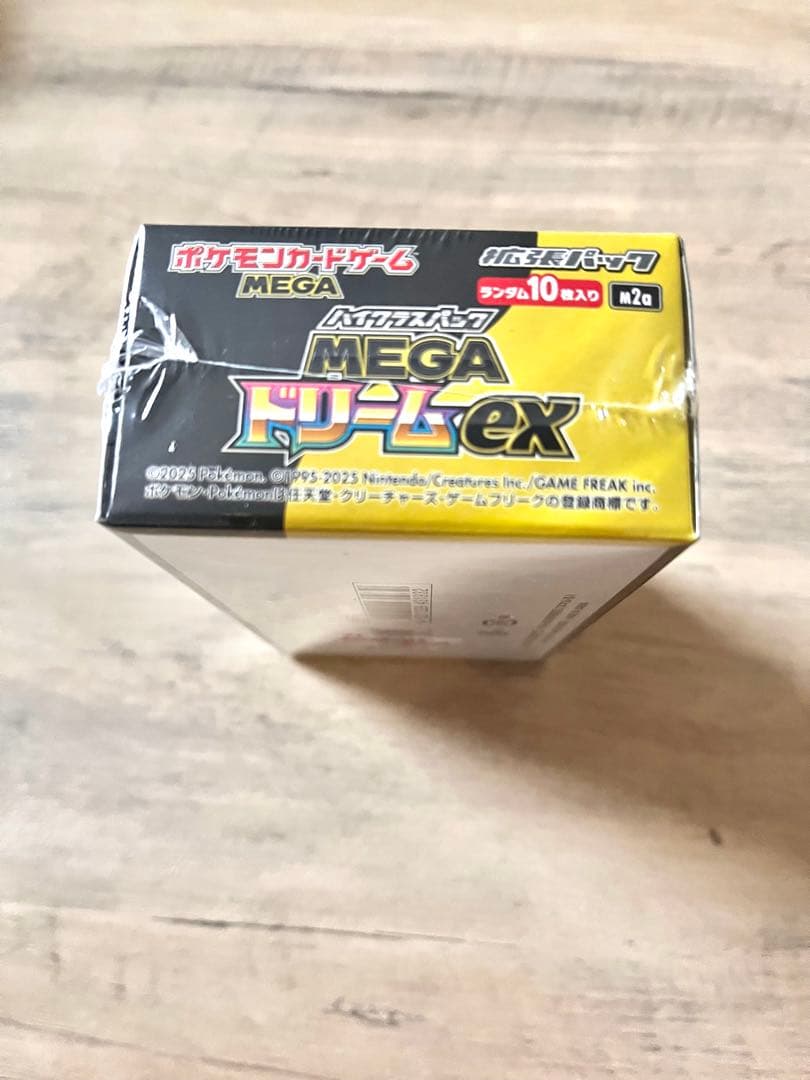 ポケモンカードゲーム
MEGA
拡張パック
ランダム10枚入り
m2a
ハイクラスパック
MEGA
ドリームex
©2025 Pokémon. ©1995-2025 Nintendo/Creatures Inc./GAME FREAK inc.
ポケモン・Pokémonは任天堂・クリーチャーズ・ゲームフリークの登録商標です。